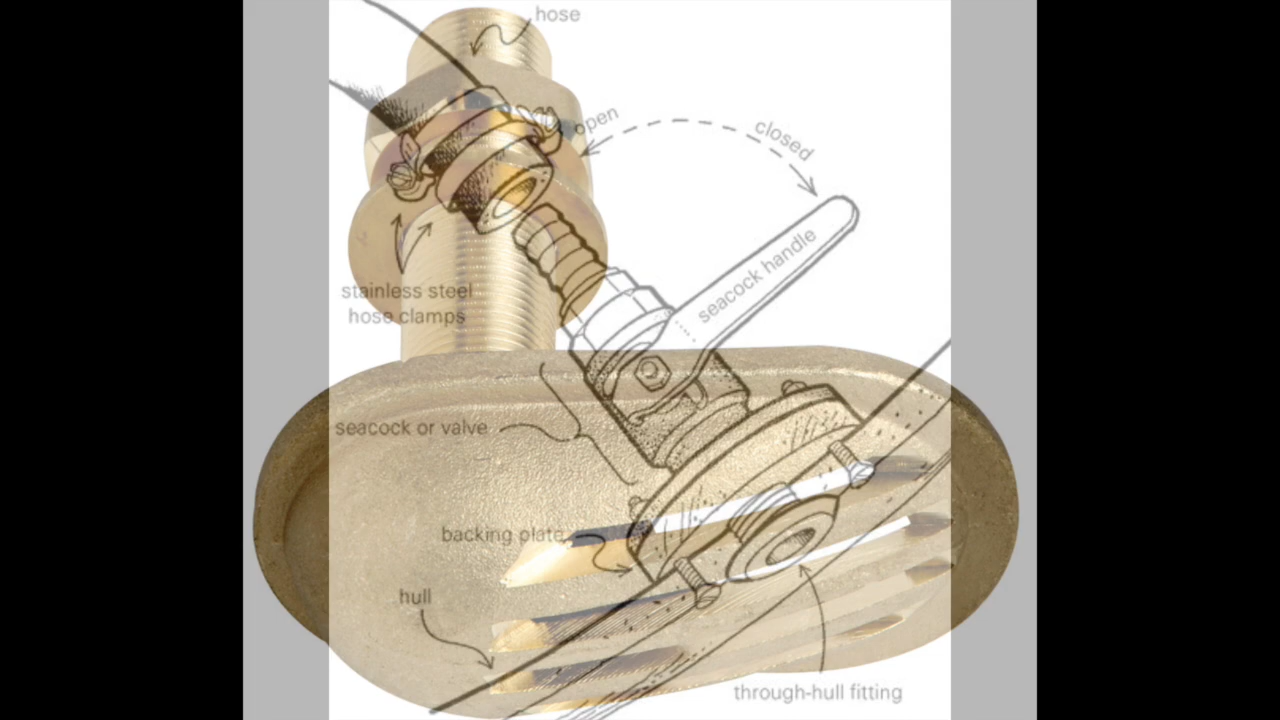 hose
open
closed
seacock handle
stainless steel
hose clamps
seacock or valve
backing plate
hull
through-hull fitting